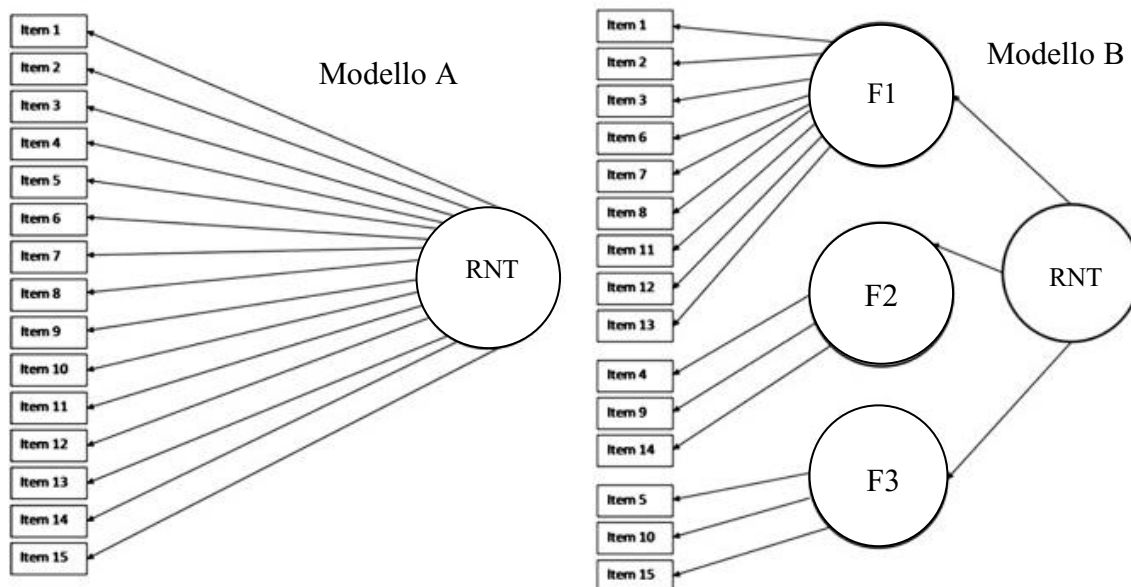 Item 1
Item 2
Item 3
Item 4
Item 5
Item 6
Item 7
Item 8
Item 9
Item 10
Item 11
Item 12
Item 13
Item 14
Item 15
Modello A
RNT
Item 1
Item 2
Item 3
Item 6
Item 7
Item 8
Item 11
Item 12
Item 13
Item 4
Item 9
Item 14
Item 5
Item 10
Item 15
F1
F2
F3
Modello B
RNT